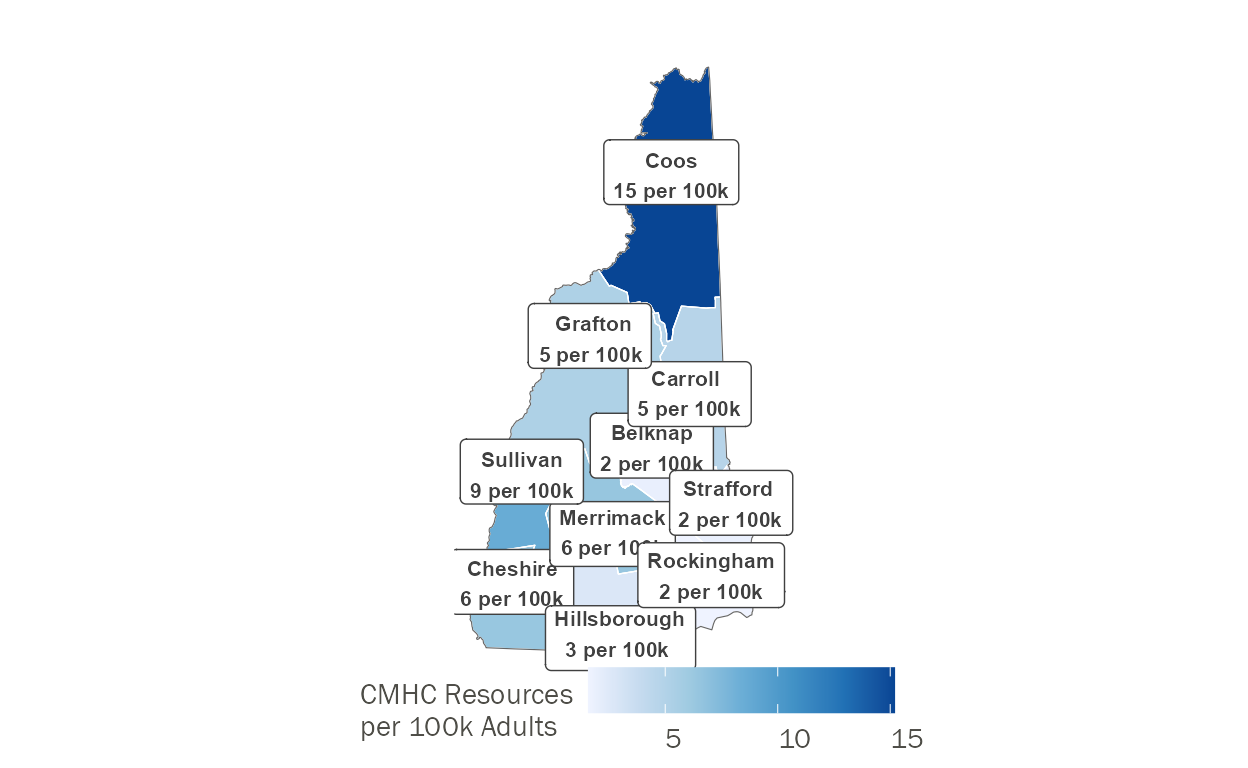 Coos
15 per 100k
Grafton
5 per 100k
Carroll
5 per 100k
Belknap
2 per 100k
Sullivan
9 per 100k
Strafford
2 per 100k
Merrimack
6 per 100k
Rockingham
2 per 100k
Cheshire
6 per 100k
Hillsborough
3 per 100k
CMHC Resources
per 100k Adults
5 10 15